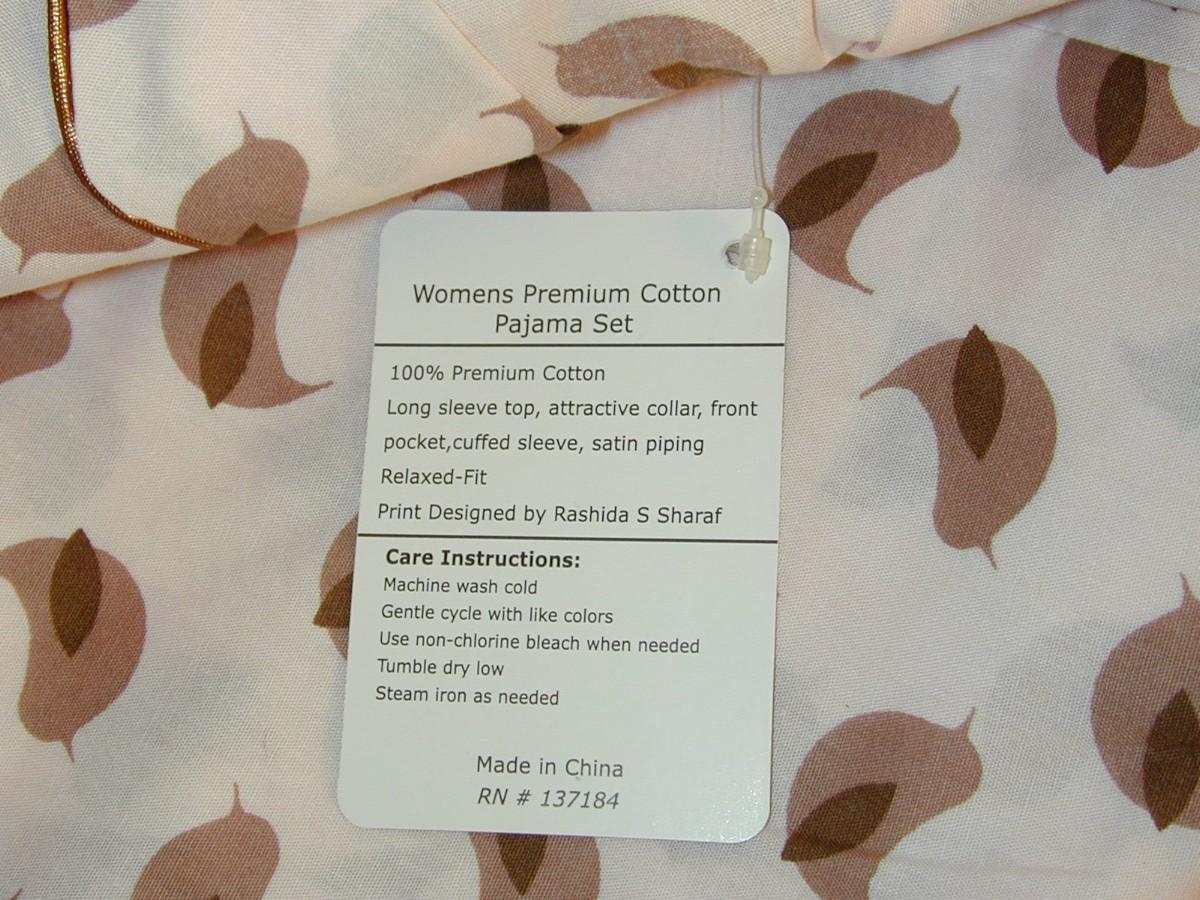 Womens Premium Cotton
Pajama Set
100% Premium Cotton
Long sleeve top, attractive collar, front
pocket,cuffed sleeve, satin piping
Relaxed-Fit
Print Designed by Rashida S Sharaf
Care Instructions:
Machine wash cold
Gentle cycle with like colors
Use non-chlorine bleach when needed
Tumble dry low
Steam iron as needed
Made in China
RN # 137184